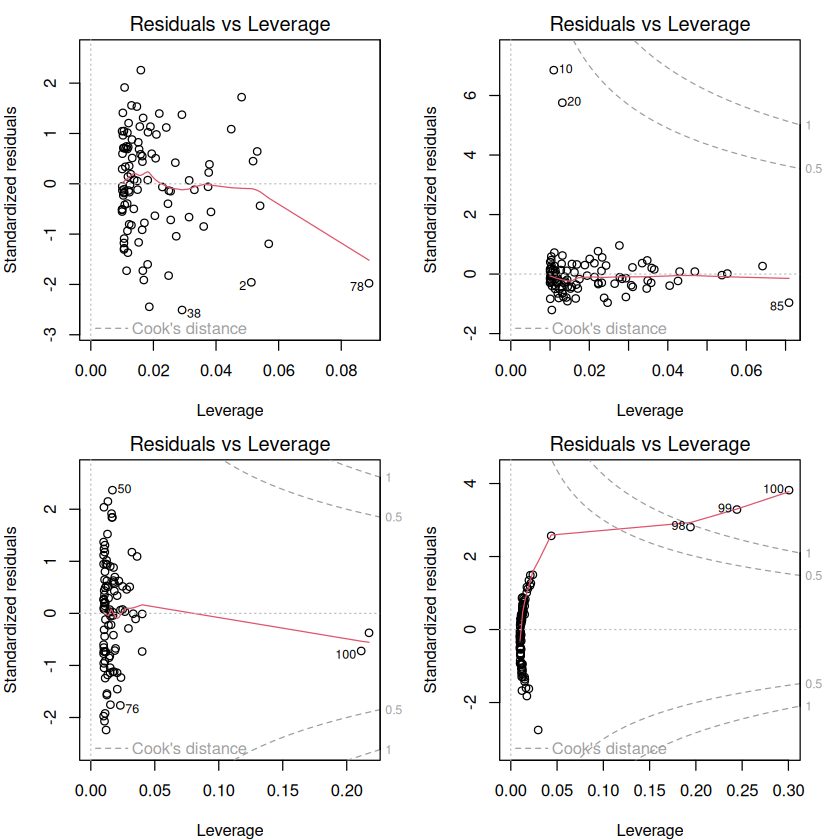 Residuals vs Leverage
Standardized residuals
2
1
0
-1
-2
-3
2
38
78
Cook's distance
0.00 0.02 0.04 0.06 0.08
Leverage
Residuals vs Leverage
Standardized residuals
6
4
2
0
-2
10
20
85
1
0.5
Cook's distance
0.00 0.02 0.04 0.06
Leverage
Residuals vs Leverage
Standardized residuals
2
1
0
-1
-2
50
100
76
1
0.5
0.5
1
Cook's distance
0.00 0.05 0.10 0.15 0.20
Leverage
Residuals vs Leverage
Standardized residuals
4
2
0
-2
100
99
98
1
0.5
0.5
1
Cook's distance
0.00 0.05 0.10 0.15 0.20 0.25 0.30
Leverage